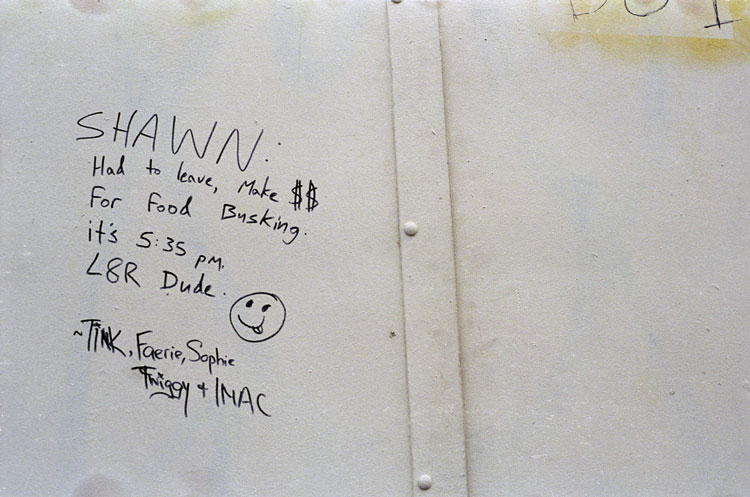 SHAWN:
Had to leave, Make $$
For Food Busking.
it's 5:35 pm.
L8R Dude.
~TINK, Faerie, Sophie
Twiggy + IMAC